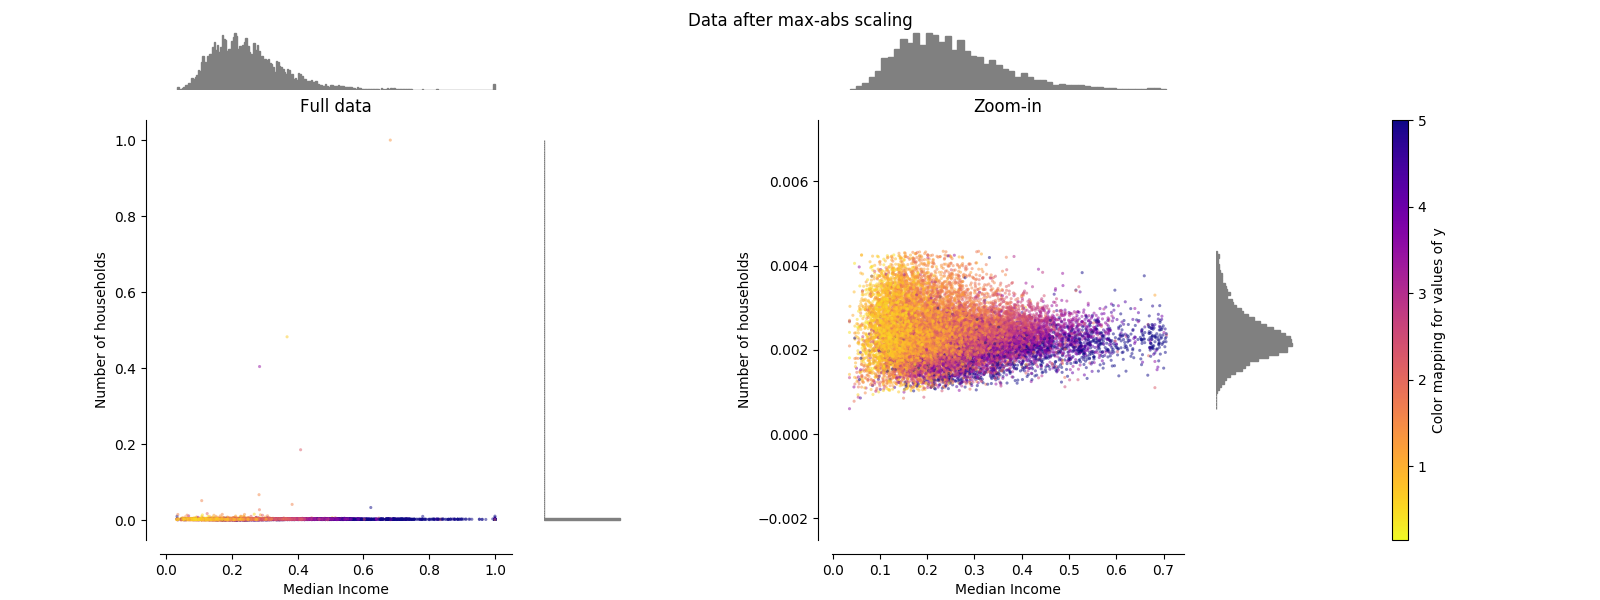 Data after max-abs scaling
Full data
Number of households
1.0
0.8
0.6
0.4
0.2
0.0
0.0 0.2 0.4 0.6 0.8 1.0
Median Income
Zoom-in
Number of households
0.006
0.004
0.002
0.000
−0.002
0.0 0.1 0.2 0.3 0.4 0.5 0.6 0.7
Median Income
5
4
3
2
1
Color mapping for values of y